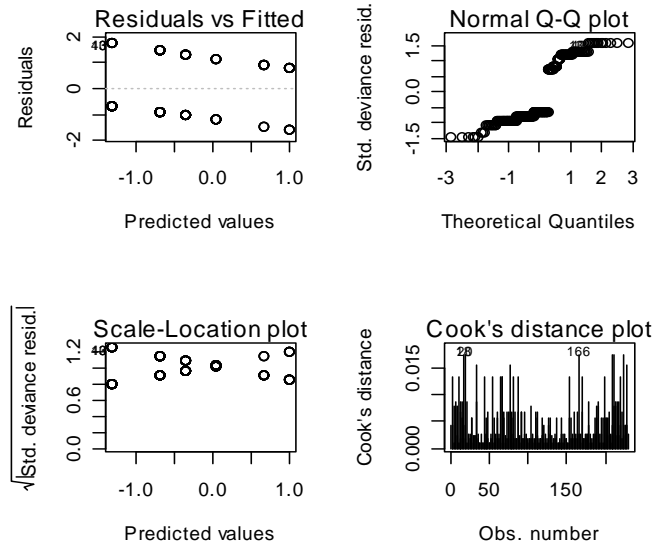 Residuals vs Fitted
Residuals
2
0
-2
-1.0 0.0 1.0
Predicted values
Normal Q-Q plot
Std. deviance resid.
1.5
0.0
-1.5
-3 -1 1 2 3
Theoretical Quantiles
Scale-Location plot
√|Std. deviance resid.|
1.2
0.6
0.0
-1.0 0.0 1.0
Predicted values
Cook's distance plot
Cook's distance
0.015
0.000
166
0 50 150
Obs. number